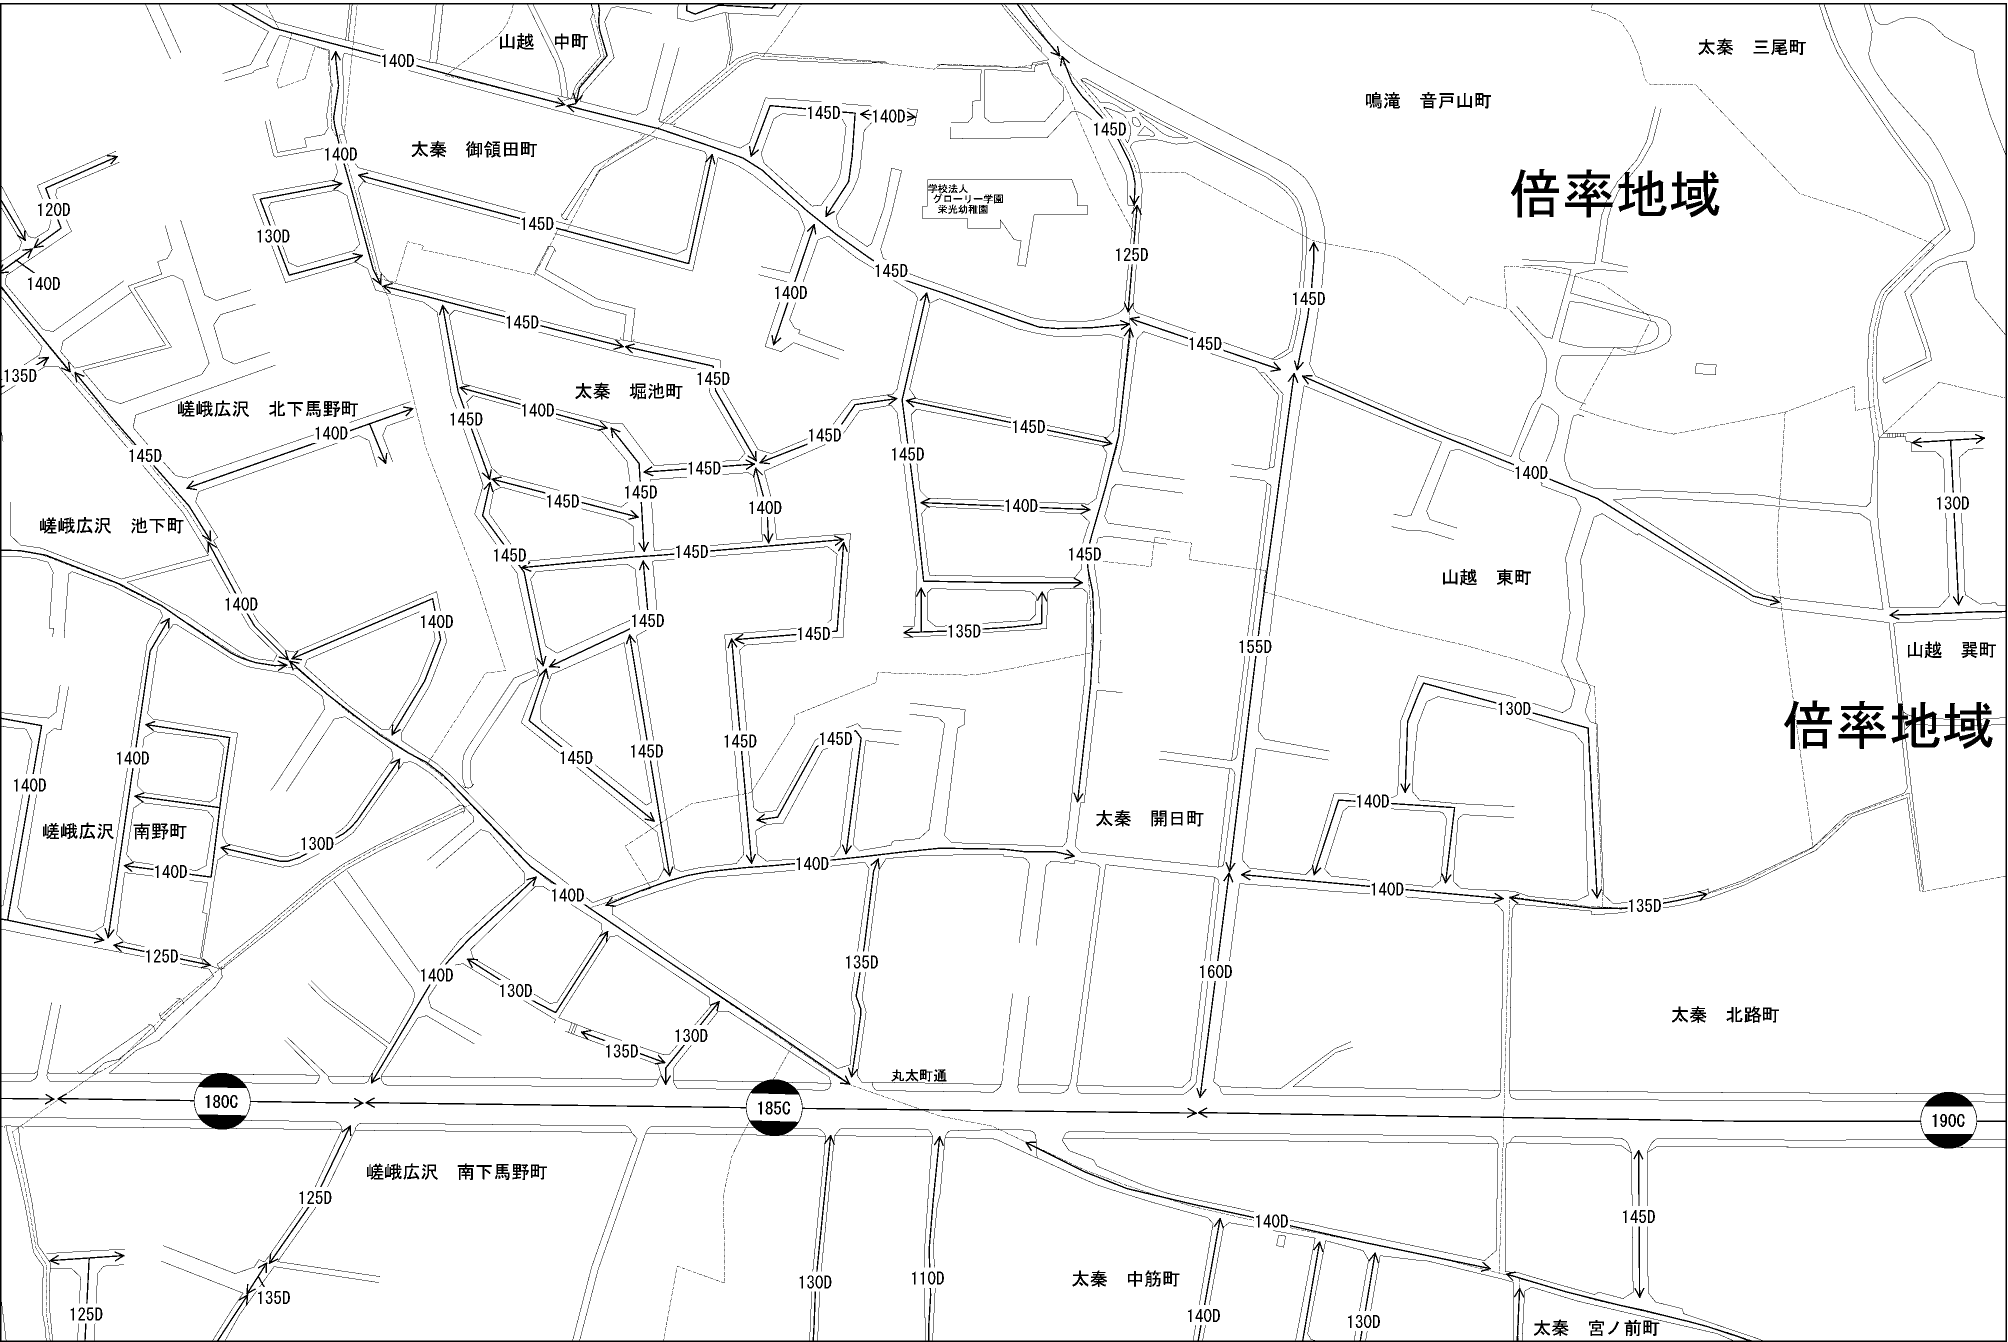 山越 中町
太秦 三尾町
140D
鳴滝 音戸山町
145D
140D
145D
太秦 御領田町
140D
倍率地域
学校法人
グローリー学園
栄光幼稚園
120D
145D
130D
125D
140D
145D
140D
145D
145D
145D
145D
135D
145D
太秦 堀池町
嵯峨広沢 北下馬野町
140D
145D
145D
140D
145D
145D
145D
145D
140D
145D
145D
140D
140D
130D
嵯峨広沢 池下町
145D
145D
145D
山越 東町
140D
140D
145D
145D
135D
155D
山越 巽町
130D
倍率地域
145D
145D
145D
145D
140D
145D
140D
140D
太秦 開日町
嵯峨広沢 南野町
130D
140D
140D
140D
140D
135D
125D
140D
135D
160D
130D
太秦 北路町
130D
135D
丸太町通
180C
185C
190C
嵯峨広沢 南下馬野町
125D
140D
145D
130D
110D
太秦 中筋町
135D
125D
140D
130D
太秦 宮ノ前町